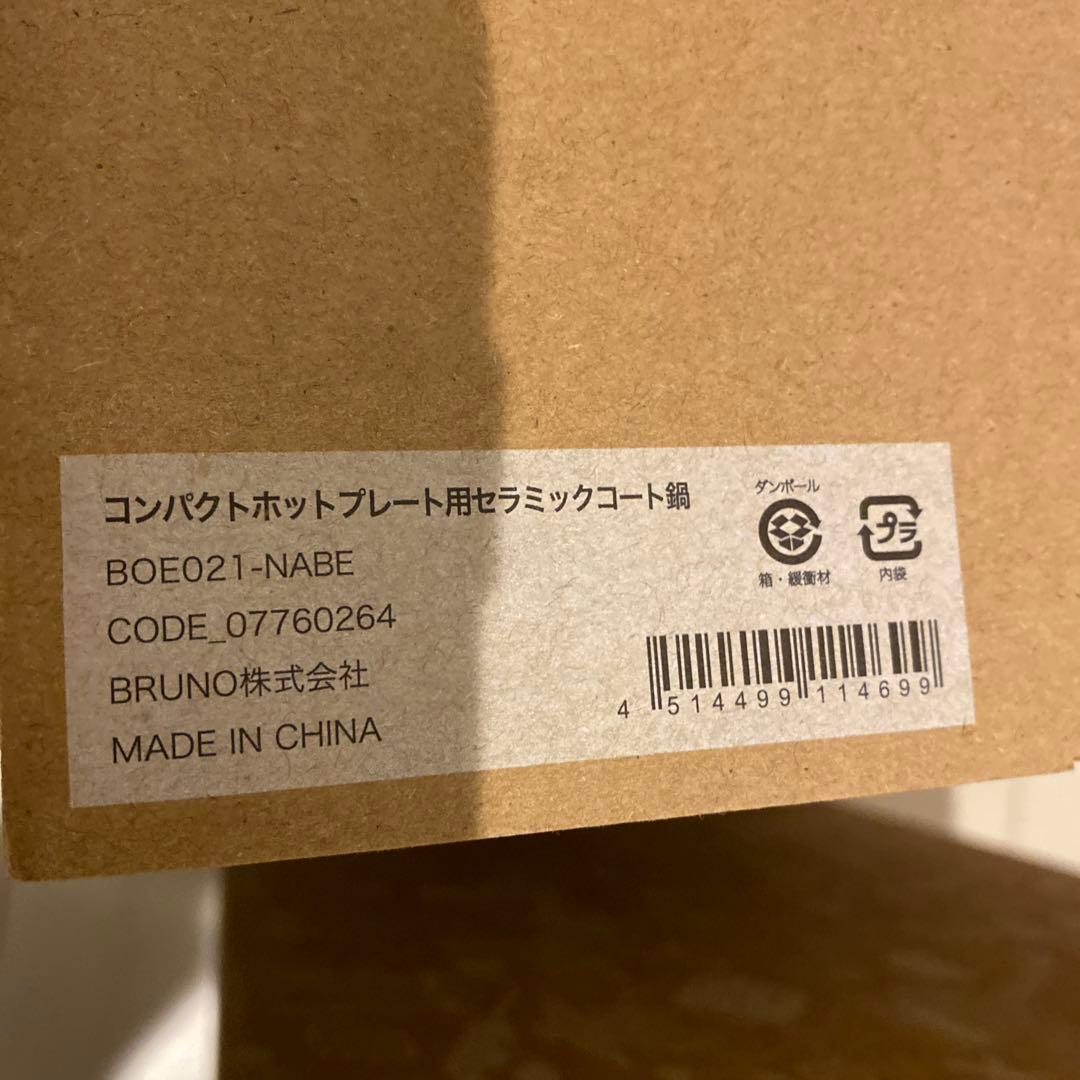 コンパクトホットプレート用セラミックコート鍋
BOE021-NABE
CODE_07760264
BRUNO株式会社
MADE IN CHINA
ダンボール
箱・緩衝材
プラ
内袋
4 514499 114699